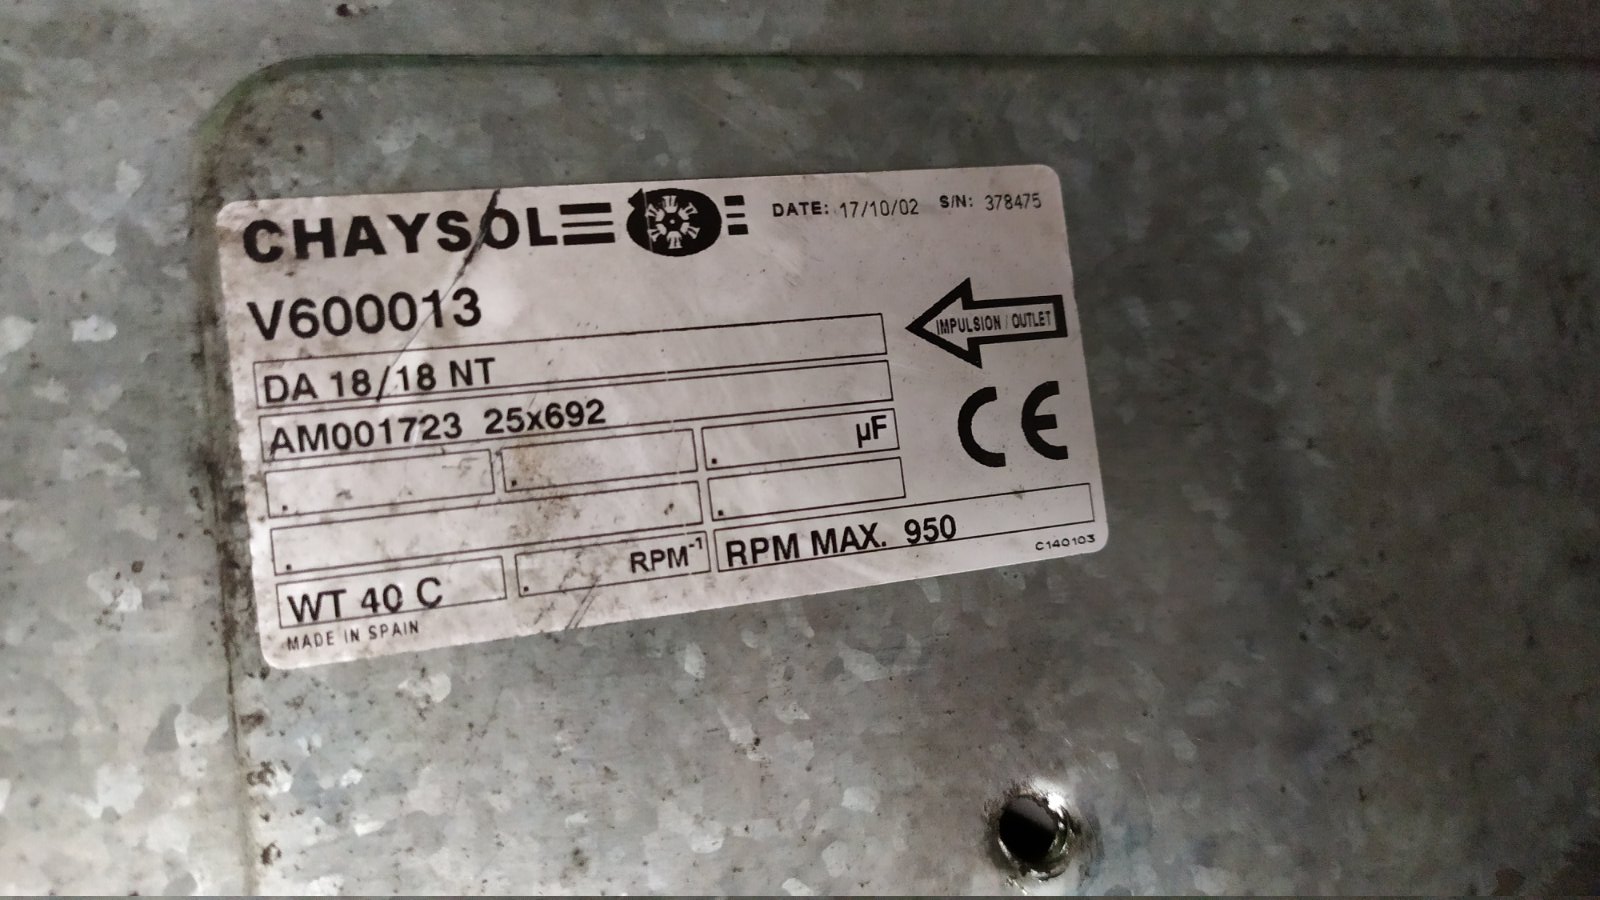 CHAYSOL DATE: 17/10/02 S/N: 378475
V600013
IMPULSION / OUTLET
DA 18/18 NT
AM001723 25x692
. . . µF
CE
. .
WT 40 C . RPM-1 RPM MAX. 950
C140103
MADE IN SPAIN